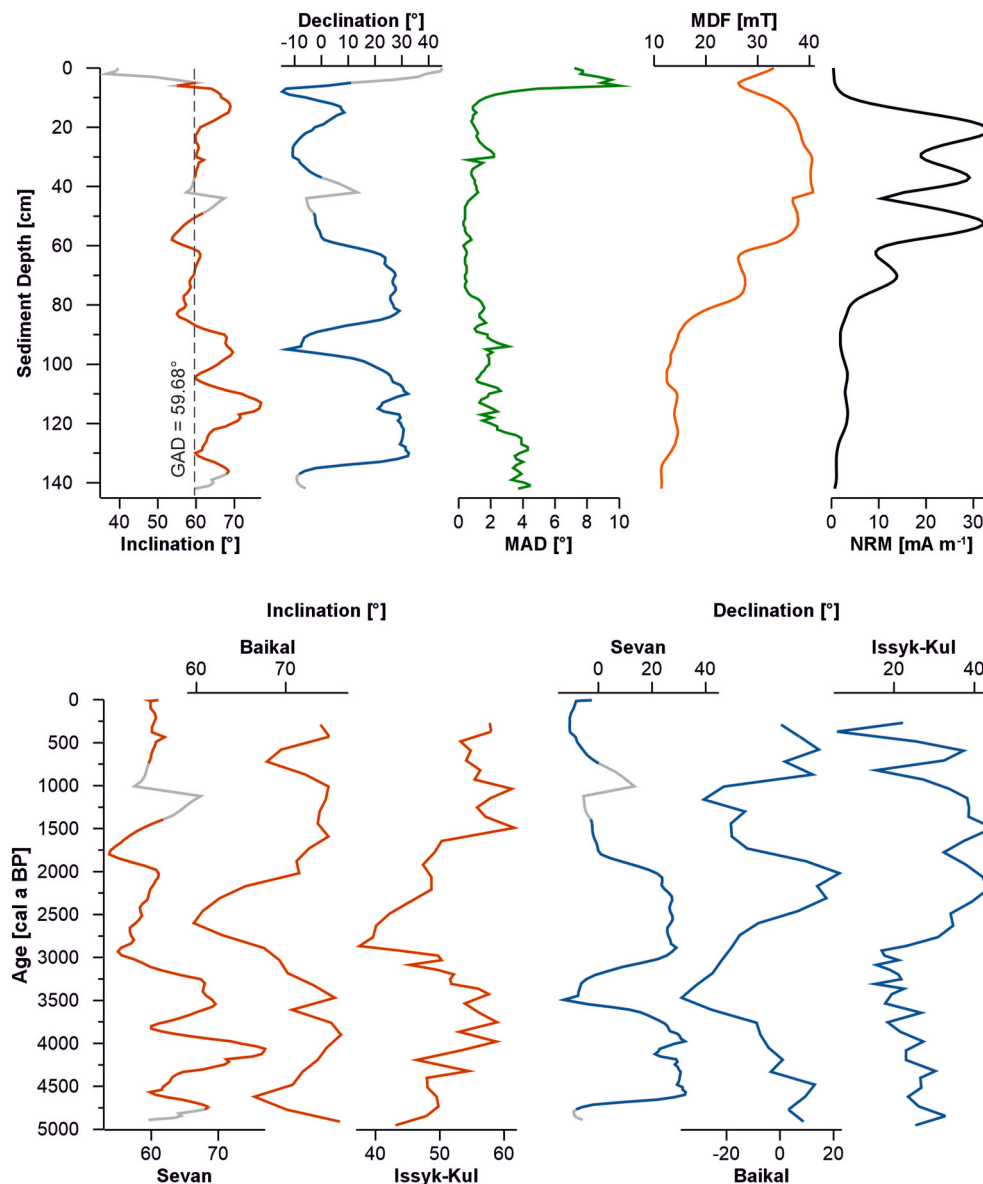 Declination [°]
-10 0 10 20 30 40
MDF [mT]
10 20 30 40
Sediment Depth [cm]
0
20
40
60
80
100
120
140
GAD = 59.68°
40 50 60 70
Inclination [°]
0 2 4 6 8 10
MAD [°]
0 10 20 30
NRM [mA m⁻¹]
Inclination [°]
Declination [°]
Baikal
60 70
Sevan
0 20 40
Issyk-Kul
20 40
Age [cal a BP]
0
500
1000
1500
2000
2500
3000
3500
4000
4500
5000
60 70
Sevan
40 50 60
Issyk-Kul
-20 0 20
Baikal